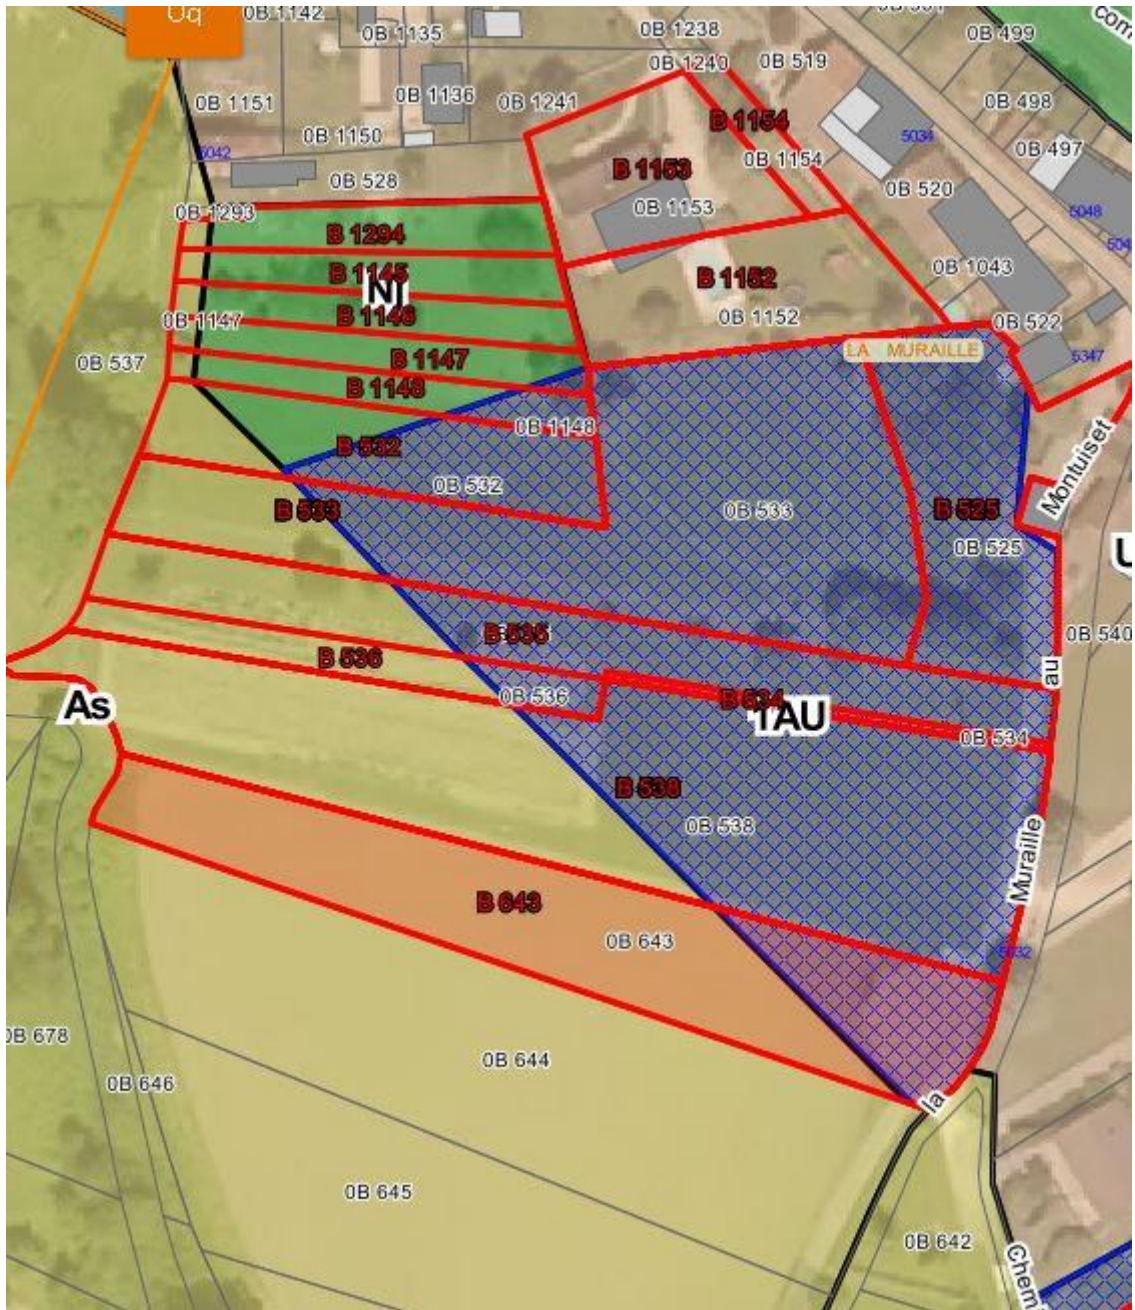 Uq
0B 1142
0B 1135
0B 1238
0B 499
com
0B 1240
0B 519
0B 1151
0B 1136
0B 1241
0B 498
B 1154
5034
0B 1150
0B 497
5042
0B 1154
B 1153
0B 528
0B 520
0B 1293
0B 1153
5048
B 1294
504
B 1145
B 1152
0B 1043
Nl
B 1146
0B 1147
0B 1152
0B 522
LA MURAILLE
5347
0B 537
B 1147
B 1148
0B 1148
B 532
Montuiset
0B 532
B 533
0B 533
B 525
0B 525
U
B 535
0B 540
B 536
au
0B 536
B 534
As
1AU
0B 534
B 538
0B 538
Muraille
B 643
0B 643
5032
0B 678
0B 644
0B 646
la
0B 645
0B 642
Chem